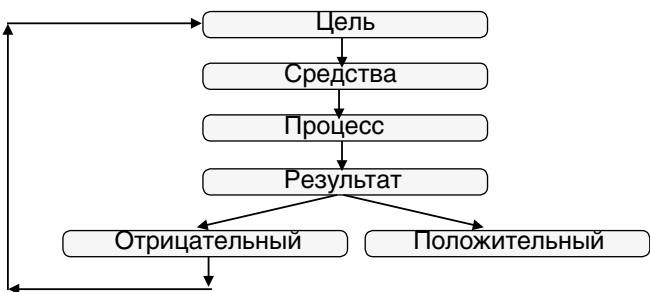 Цель
Средства
Процесс
Результат
Отрицательный
Положительный